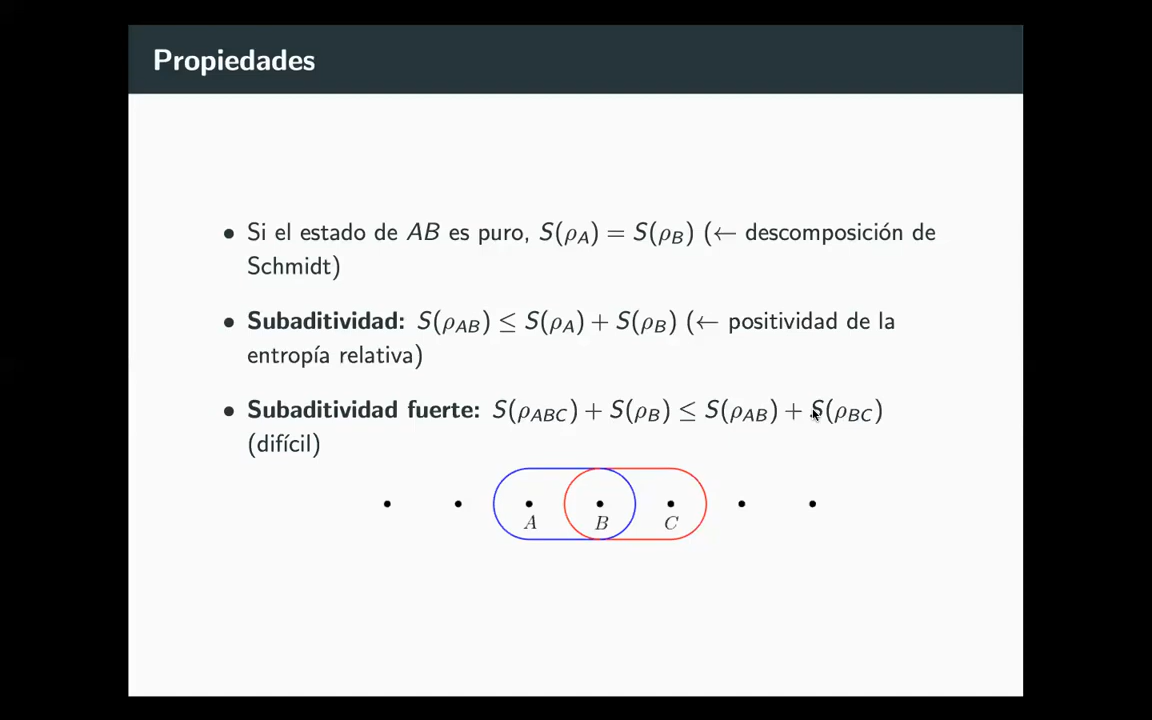 Propiedades
• Si el estado de AB es puro, S(ρ_A) = S(ρ_B) (← descomposición de
Schmidt)
• Subaditividad: S(ρ_AB) ≤ S(ρ_A) + S(ρ_B) (← positividad de la
entropía relativa)
• Subaditividad fuerte: S(ρ_ABC) + S(ρ_B) ≤ S(ρ_AB) + S(ρ_BC)
(difícil)
A B C